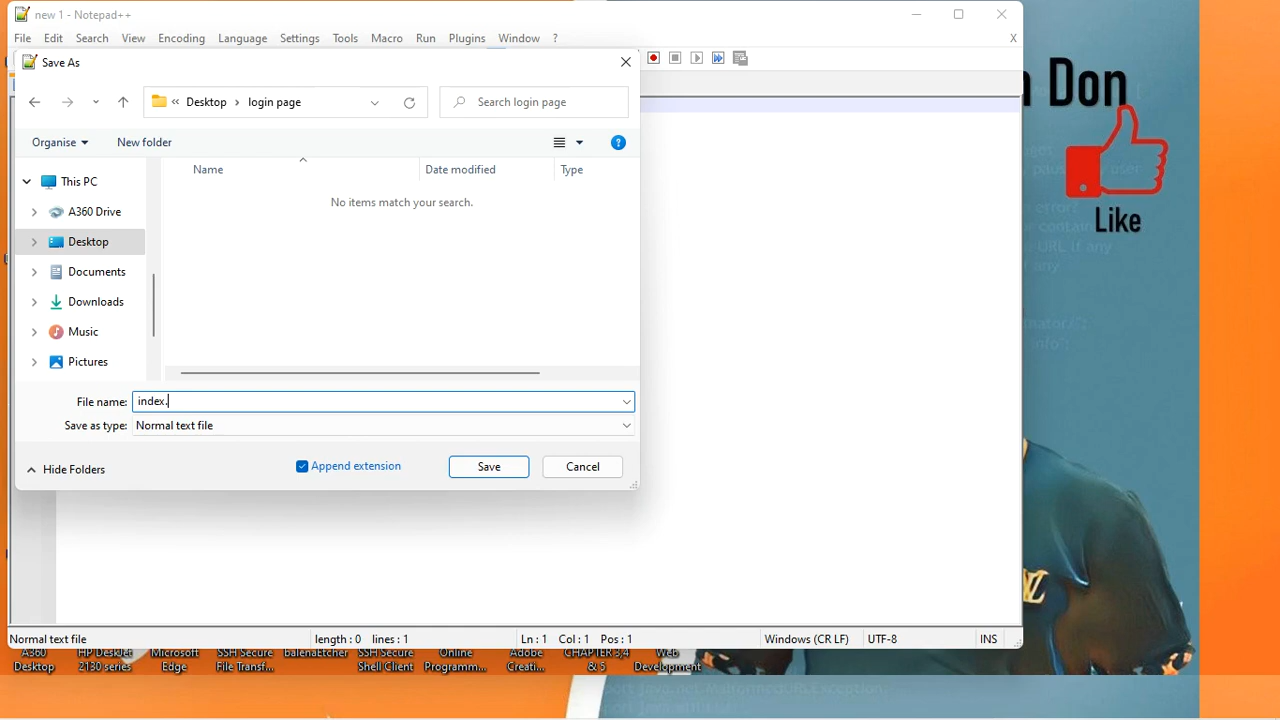 new 1 - Notepad++
File Edit Search View Encoding Language Settings Tools Macro Run Plugins Window ? X
Save As
« Desktop › login page
Search login page
Organise New folder
Name Date modified Type
No items match your search.
This PC
A360 Drive
Desktop
Documents
Downloads
Music
Pictures
File name: index.
Save as type: Normal text file
Hide Folders
Append extension
Save
Cancel
Don
Like
URL if any
Normal text file length : 0 lines : 1 Ln : 1 Col : 1 Pos : 1 Windows (CR LF) UTF-8 INS
A360 Desktop
HP DeskJet 2130 series
Microsoft Edge
SSH Secure File Transf...
balenaEtcher
SSH Secure Shell Client
Online Programm...
Adobe Creati...
CHAPTER 3,4 & 5
Web Development